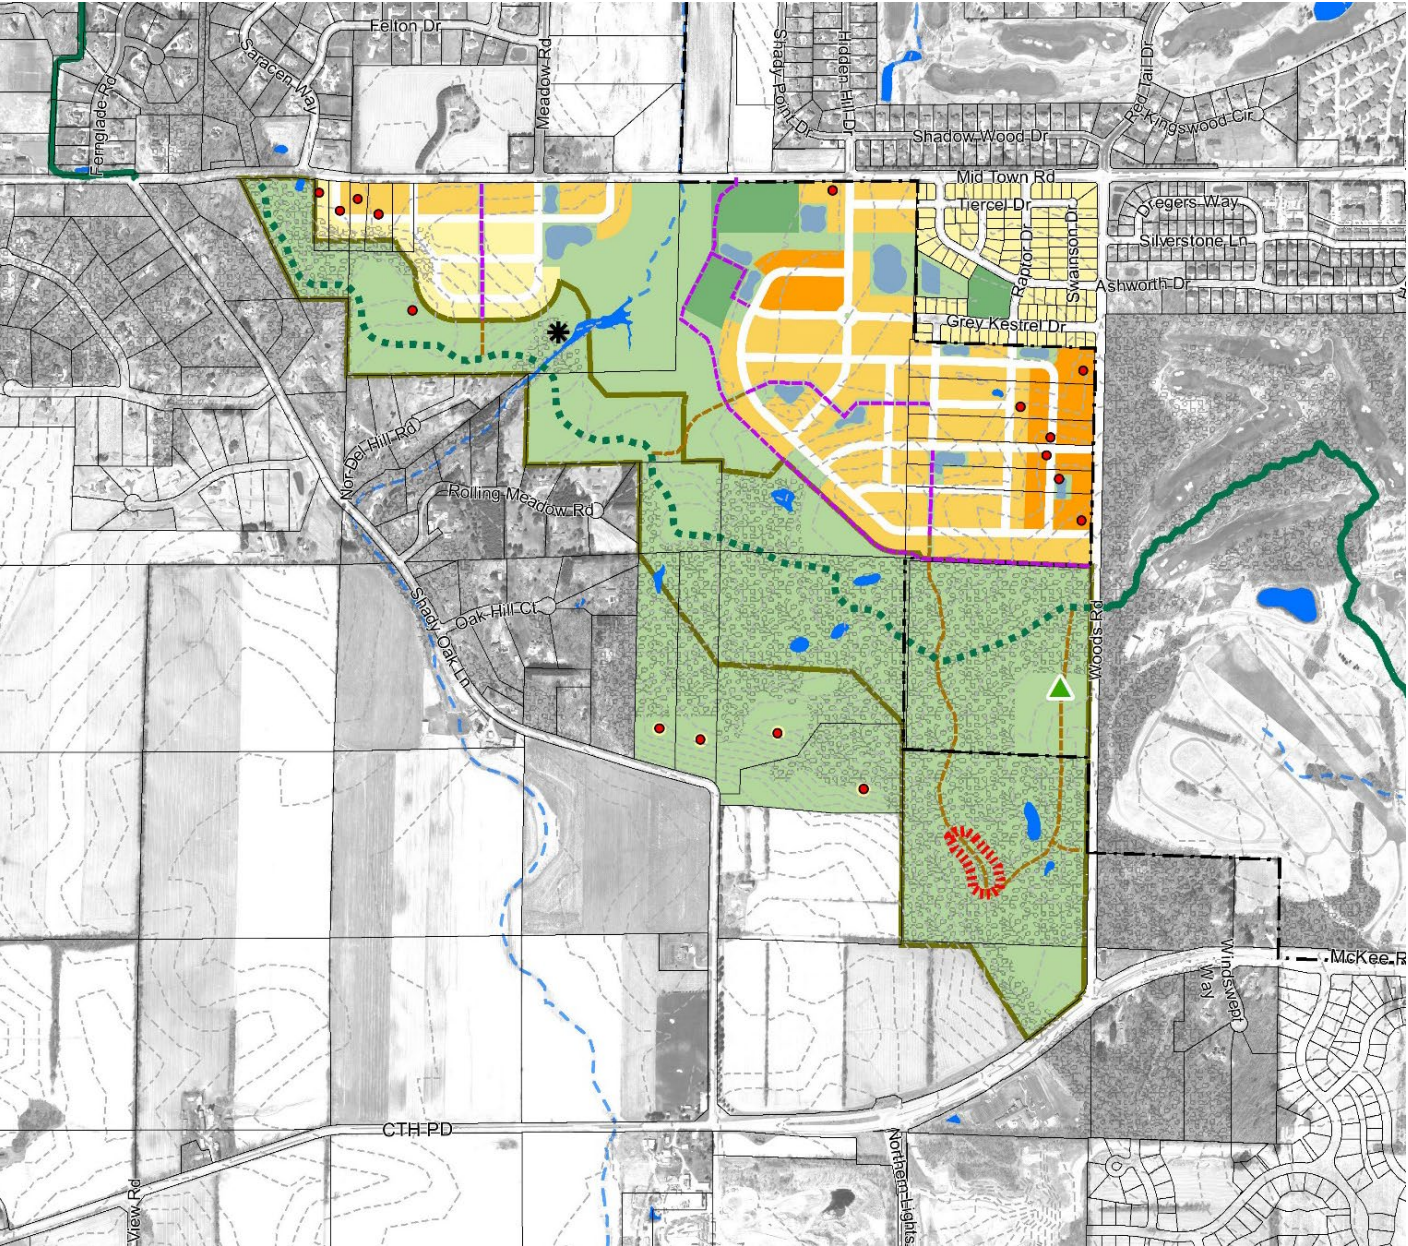 Felton Dr
Saracen Way
Meadow Rd
Fernglade Rd
Shady Point Dr
Hidden Hill Dr
Red Tail Dr
Kingswood Cir
Shadow Wood Dr
Mid Town Rd
Tiercel Dr
Dregers Way
Raptor Dr
Swainson Dr
Silverstone Ln
Ashworth Dr
Grey Kestrel Dr
Nor-Del Hill Rd
Rolling Meadow Rd
Oak Hill Ct
Shady Oak Ln
Woods Rd
McKee R
Windswept
Way
CTH PD
View Rd
Northern Lights